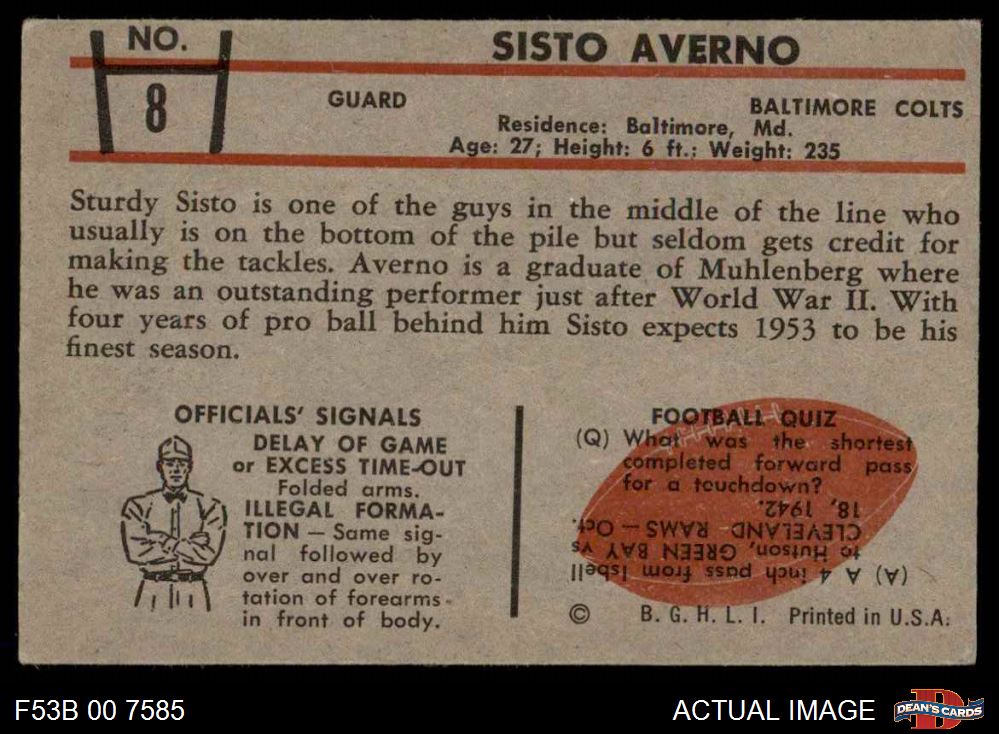 NO.
8
SISTO AVERNO
GUARD
BALTIMORE COLTS
Residence: Baltimore, Md.
Age: 27; Height: 6 ft.; Weight: 235
Sturdy Sisto is one of the guys in the middle of the line who
usually is on the bottom of the pile but seldom gets credit for
making the tackles. Averno is a graduate of Muhlenberg where
he was an outstanding performer just after World War II. With
four years of pro ball behind him Sisto expects 1953 to be his
finest season.
OFFICIALS' SIGNALS
DELAY OF GAME
or EXCESS TIME-OUT
Folded arms.
ILLEGAL FORMA-
TION — Same sig-
nal followed by
over and over ro-
tation of forearms
in front of body.
FOOTBALL QUIZ
(Q) What was the shortest
completed forward pass
for a touchdown?
(A) A 4 inch pass from Isbell
to Hutson, GREEN BAY vs
CLEVELAND RAMS — Oct.
18, 1942.
© B. G. H. L. I. Printed in U.S.A.
F53B 00 7585
ACTUAL IMAGE
DEAN'S CARDS